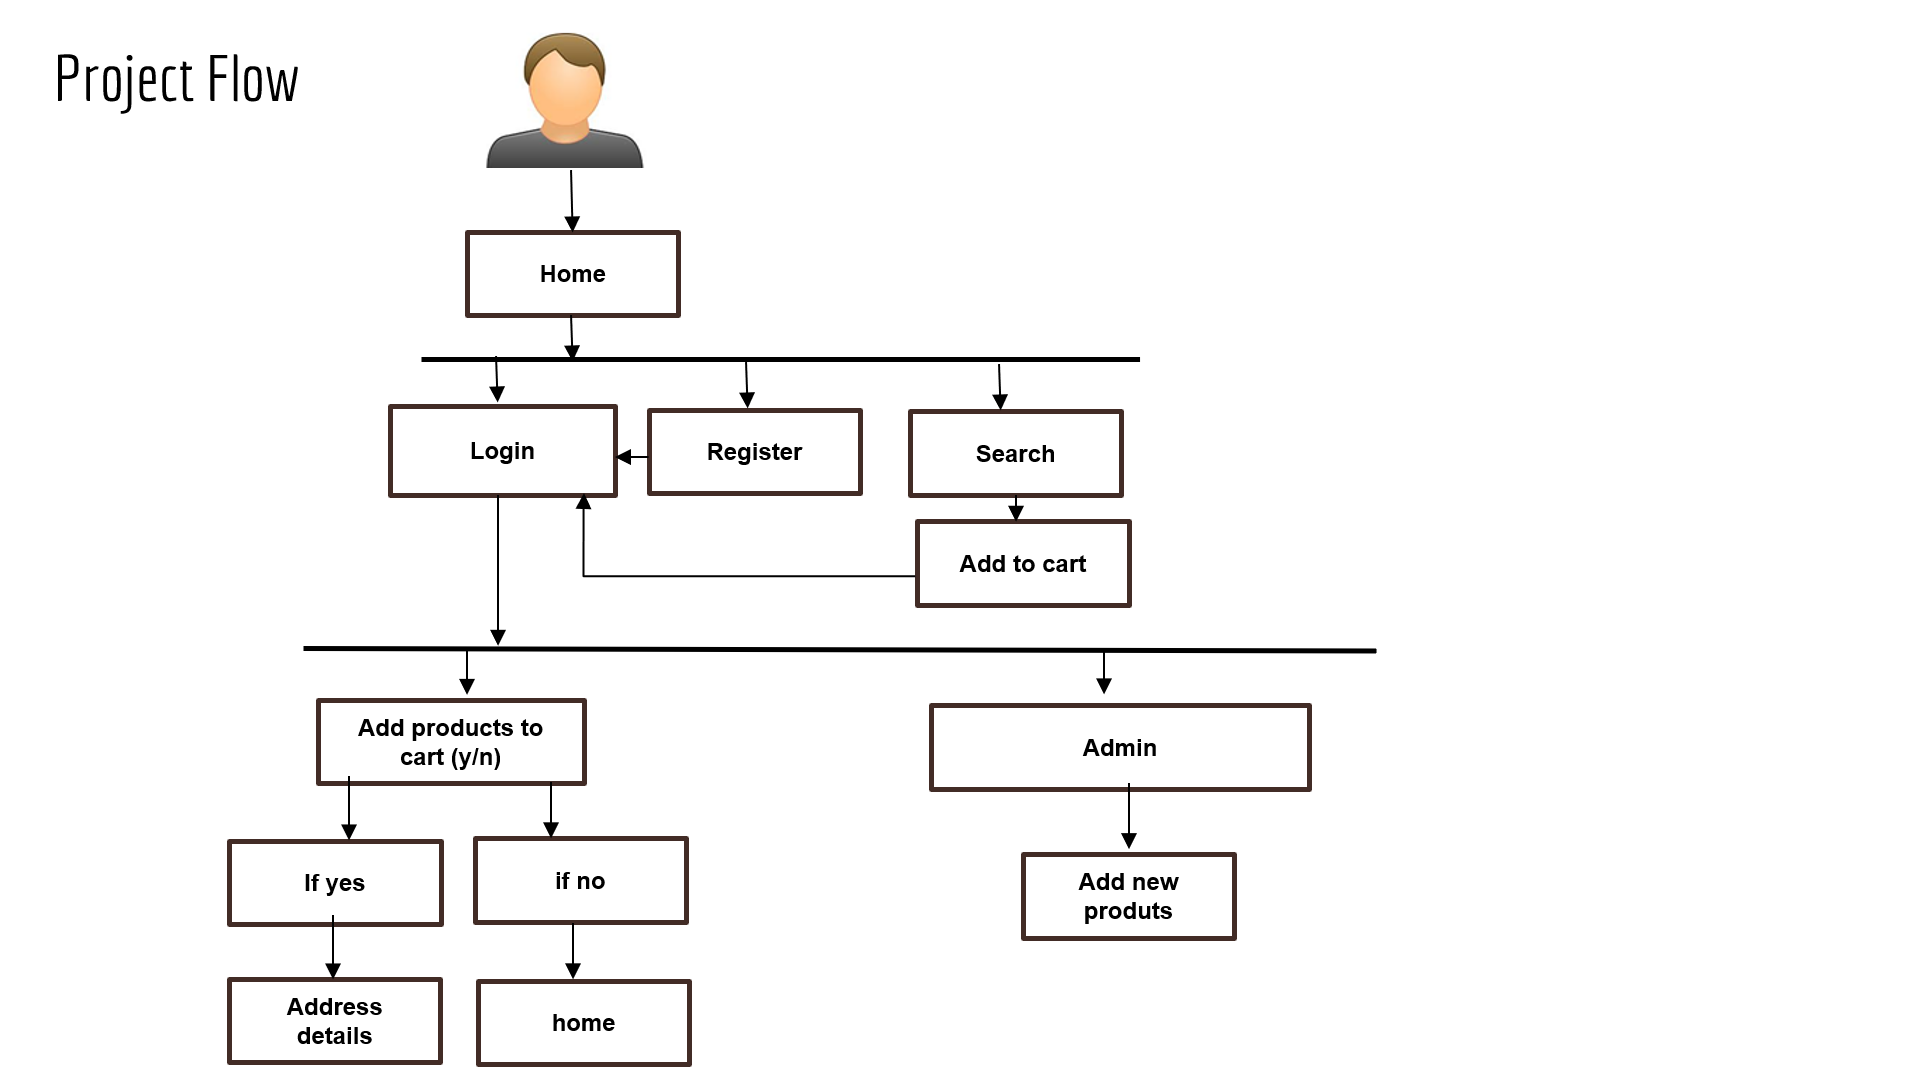 Project Flow
Home
Login
Register
Search
Add to cart
Add products to
cart (y/n)
Admin
If yes
if no
Add new
produts
Address
details
home